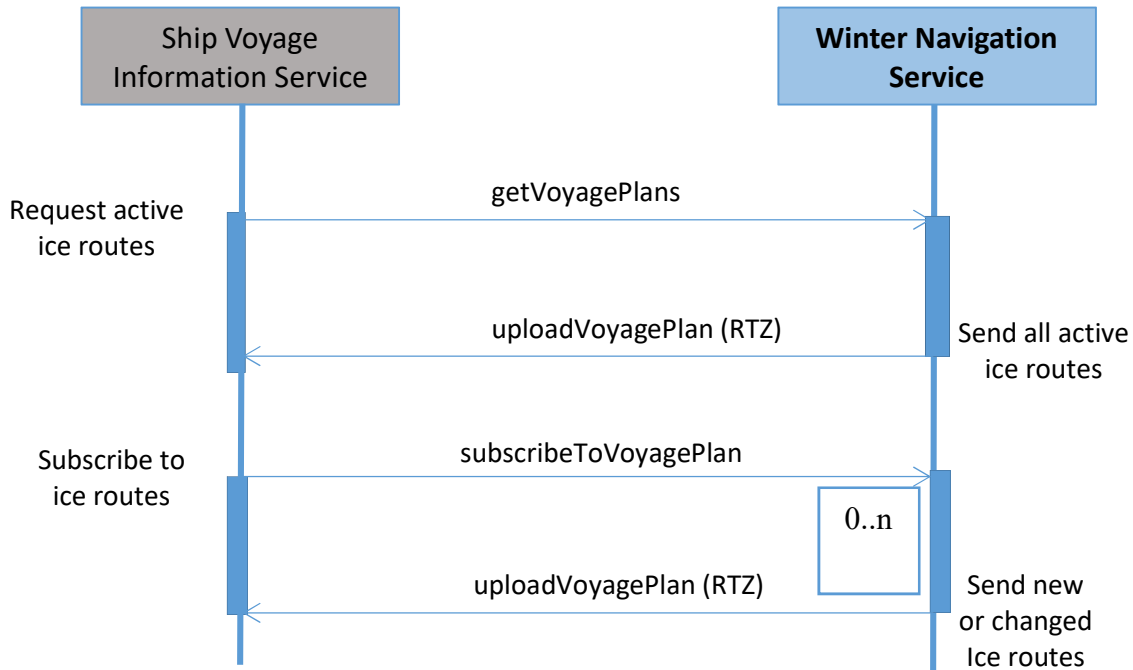 Ship Voyage
Information Service
Winter Navigation
Service
getVoyagePlans
Request active
ice routes
uploadVoyagePlan (RTZ)
Send all active
ice routes
subscribeToVoyagePlan
Subscribe to
ice routes
0..n
uploadVoyagePlan (RTZ)
Send new
or changed
Ice routes